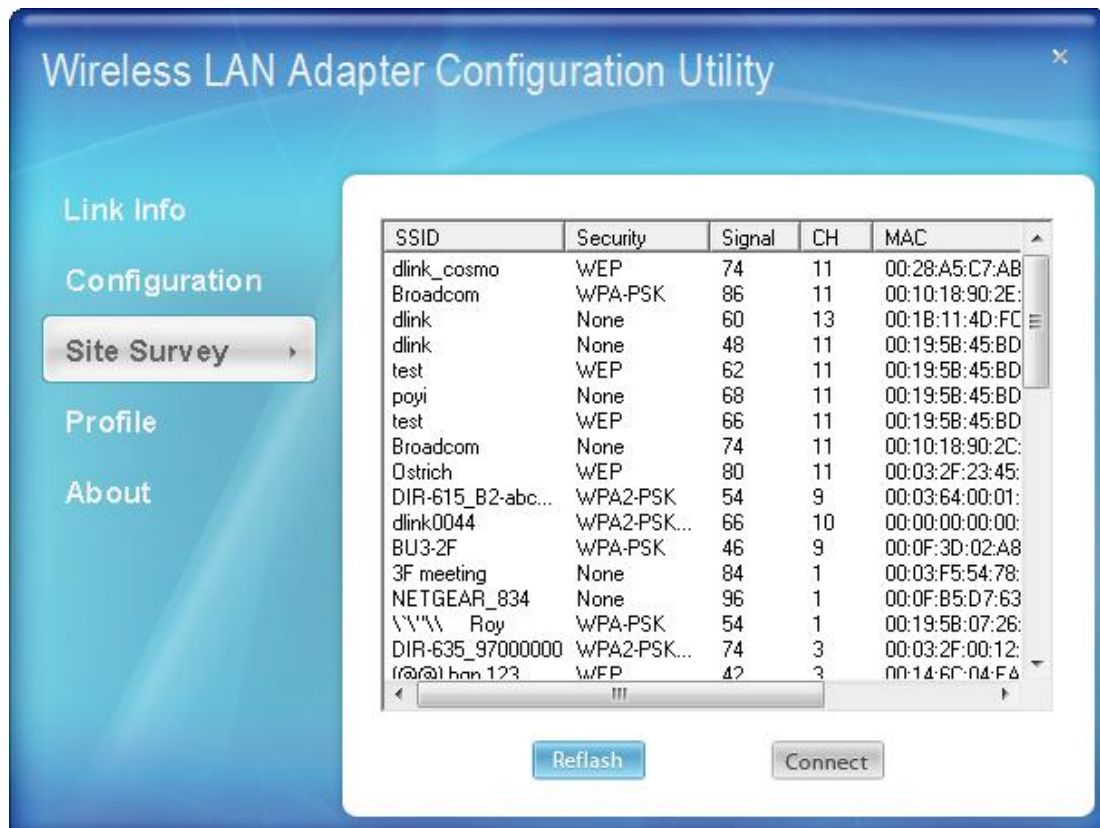 Wireless LAN Adapter Configuration Utility
Link Info
Configuration
Site Survey
Profile
About
SSID Security Signal CH MAC
dlink_cosmo WEP 74 11 00:28:A5:C7:AB
Broadcom WPA-PSK 86 11 00:10:18:90:2E:
dlink None 60 13 00:1B:11:4D:FC
dlink None 48 11 00:19:5B:45:BD
test WEP 62 11 00:19:5B:45:BD
poyi None 68 11 00:19:5B:45:BD
test WEP 66 11 00:19:5B:45:BD
Broadcom None 74 11 00:10:18:90:2C:
Ostrich WEP 80 11 00:03:2F:23:45:
DIR-615_B2-abc... WPA2-PSK 54 9 00:03:64:00:01:
dlink0044 WPA2-PSK... 66 10 00:00:00:00:00:
BU3-2F WPA-PSK 46 9 00:0F:3D:02:A8
3F meeting None 84 1 00:03:F5:54:78:
NETGEAR_834 None 96 1 00:0F:B5:D7:63
Roy WPA-PSK 54 1 00:19:5B:07:26:
DIR-635_97000000 WPA2-PSK... 74 3 00:03:2F:00:12:
123 WEP 42 3 00:14:6C:04:FA
Reflash
Connect